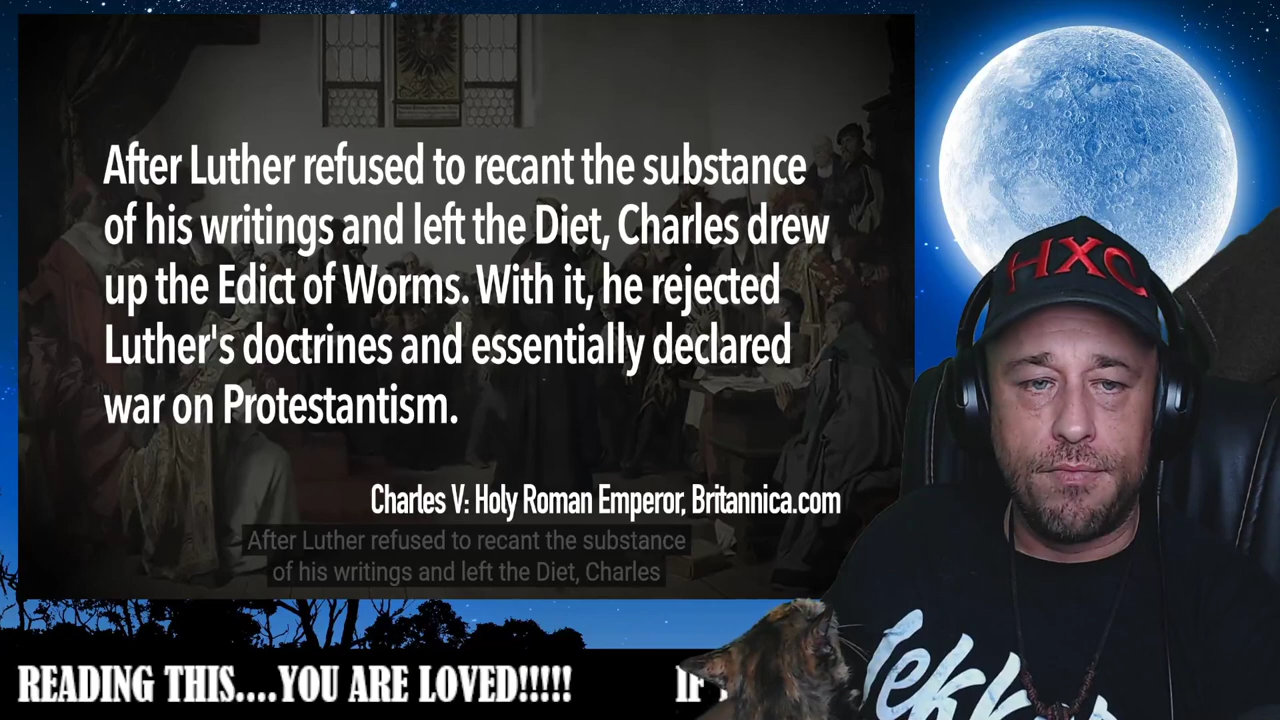 After Luther refused to recant the substance
of his writings and left the Diet, Charles drew
up the Edict of Worms. With it, he rejected
Luther's doctrines and essentially declared
war on Protestantism.
Charles V: Holy Roman Emperor, Britannica.com
After Luther refused to recant the substance
of his writings and left the Diet, Charles
HXC
READING THIS....YOU ARE LOVED!!!!! IF